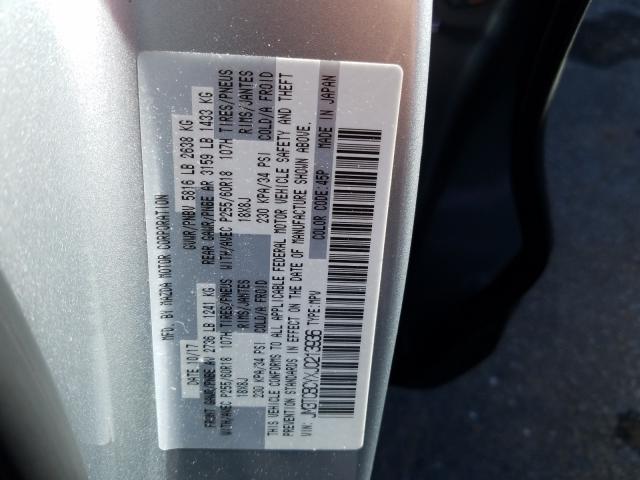 MFD. BY MAZDA MOTOR CORPORATION
DATE 10/17 GVWR/PNBV 5816 LB 2638 KG
FRONT GAWR/PNBE AV 2736 LB 1241 KG REAR GAWR/PNBE AR 3159 LB 1433 KG
WITH/AVEC P255/60R18 107H TIRES/PNEUS WITH/AVEC P255/60R18 107H TIRES/PNEUS
18X8J RIMS/JANTES 18X8J RIMS/JANTES
230 KPA/34 PSI COLD/A FROID 230 KPA/34 PSI COLD/A FROID
THIS VEHICLE CONFORMS TO ALL APPLICABLE FEDERAL MOTOR VEHICLE SAFETY AND THEFT
PREVENTION STANDARDS IN EFFECT ON THE DATE OF MANUFACTURE SHOWN ABOVE.
VIN: JM3TCBCYXJ0213936 TYPE:MPV COLOR CODE:45P MADE IN JAPAN